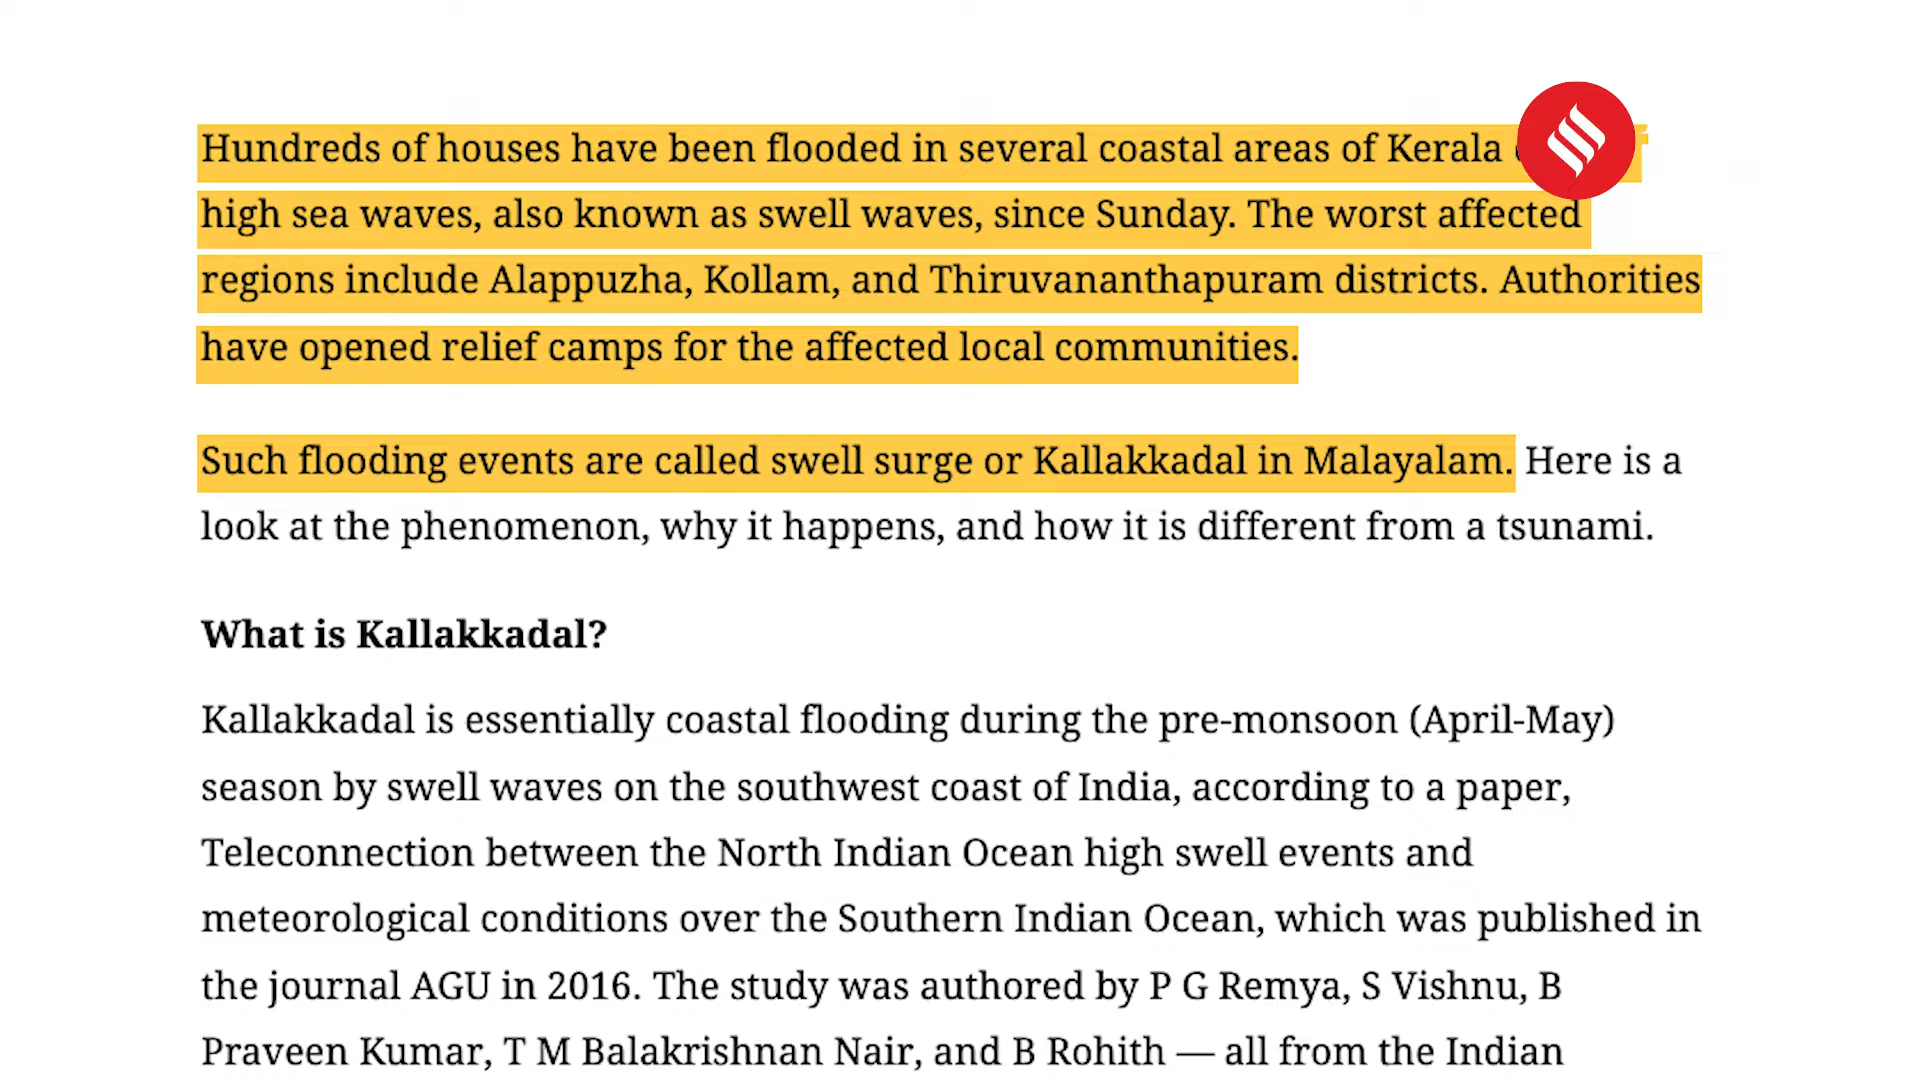 Hundreds of houses have been flooded in several coastal areas of Kerala
high sea waves, also known as swell waves, since Sunday. The worst affected
regions include Alappuzha, Kollam, and Thiruvananthapuram districts. Authorities
have opened relief camps for the affected local communities.
Such flooding events are called swell surge or Kallakkadal in Malayalam. Here is a
look at the phenomenon, why it happens, and how it is different from a tsunami.
What is Kallakkadal?
Kallakkadal is essentially coastal flooding during the pre-monsoon (April-May)
season by swell waves on the southwest coast of India, according to a paper,
Teleconnection between the North Indian Ocean high swell events and
meteorological conditions over the Southern Indian Ocean, which was published in
the journal AGU in 2016. The study was authored by P G Remya, S Vishnu, B
Praveen Kumar, T M Balakrishnan Nair, and B Rohith — all from the Indian